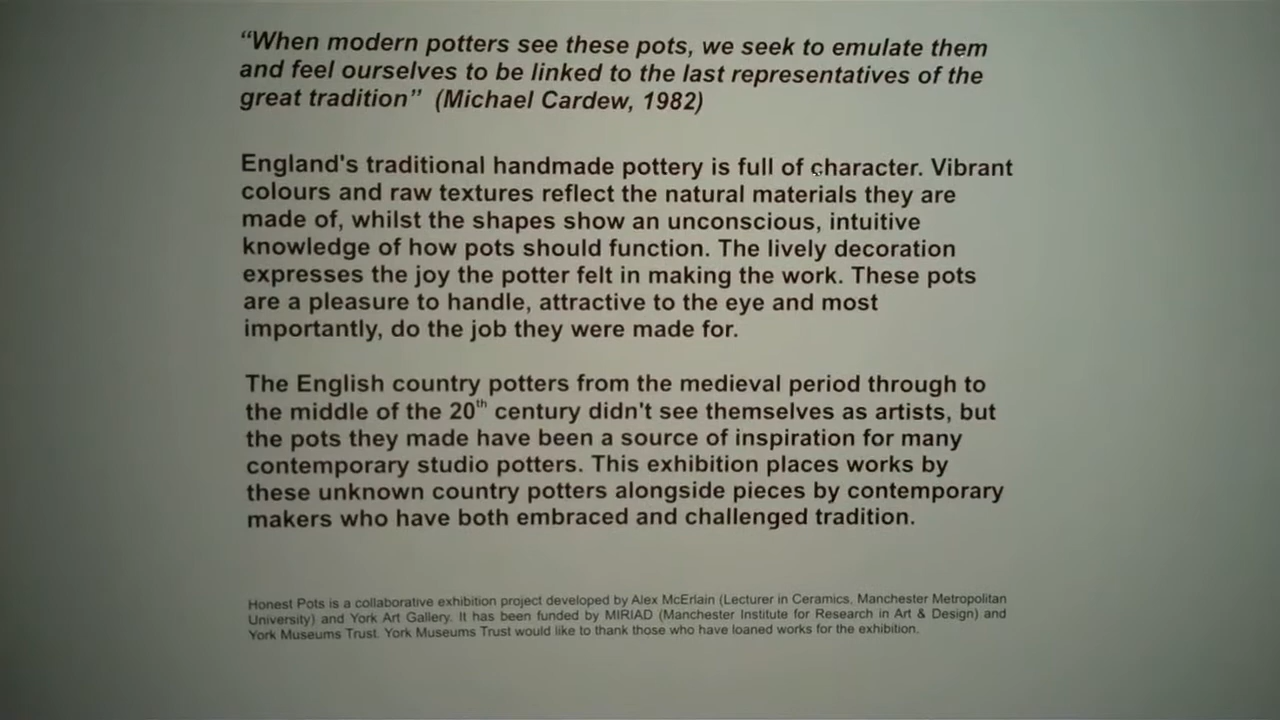 “When modern potters see these pots, we seek to emulate them
and feel ourselves to be linked to the last representatives of the
great tradition” (Michael Cardew, 1982)
England's traditional handmade pottery is full of character. Vibrant
colours and raw textures reflect the natural materials they are
made of, whilst the shapes show an unconscious, intuitive
knowledge of how pots should function. The lively decoration
expresses the joy the potter felt in making the work. These pots
are a pleasure to handle, attractive to the eye and most
importantly, do the job they were made for.
The English country potters from the medieval period through to
the middle of the 20th century didn't see themselves as artists, but
the pots they made have been a source of inspiration for many
contemporary studio potters. This exhibition places works by
these unknown country potters alongside pieces by contemporary
makers who have both embraced and challenged tradition.
Honest Pots is a collaborative exhibition project developed by Alex McErlain (Lecturer in Ceramics, Manchester Metropolitan
University) and York Art Gallery. It has been funded by MIRIAD (Manchester Institute for Research in Art & Design) and
York Museums Trust. York Museums Trust would like to thank those who have loaned works for the exhibition.